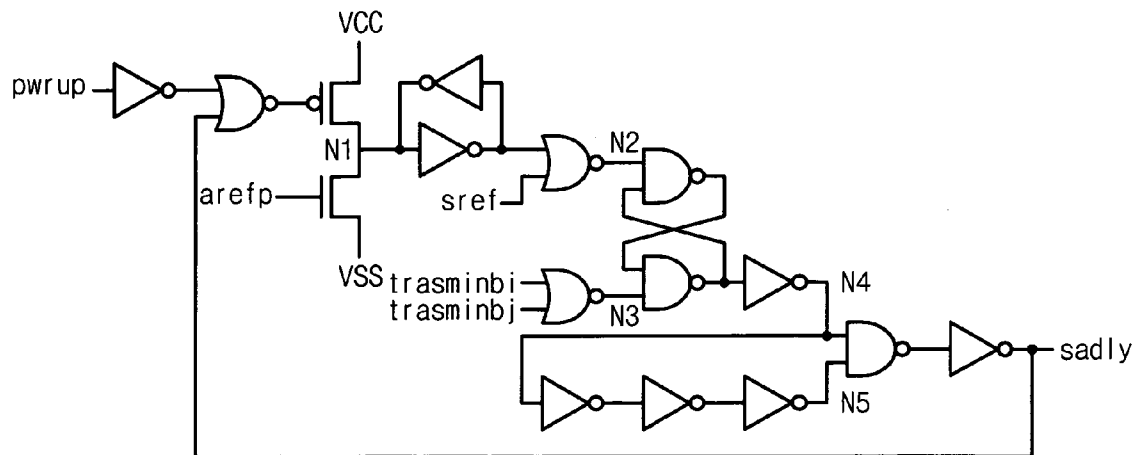 VCC
pwrup
N1
N2
arefp
sref
VSS
trasminbi
trasminbj
N3
N4
sadly
N5